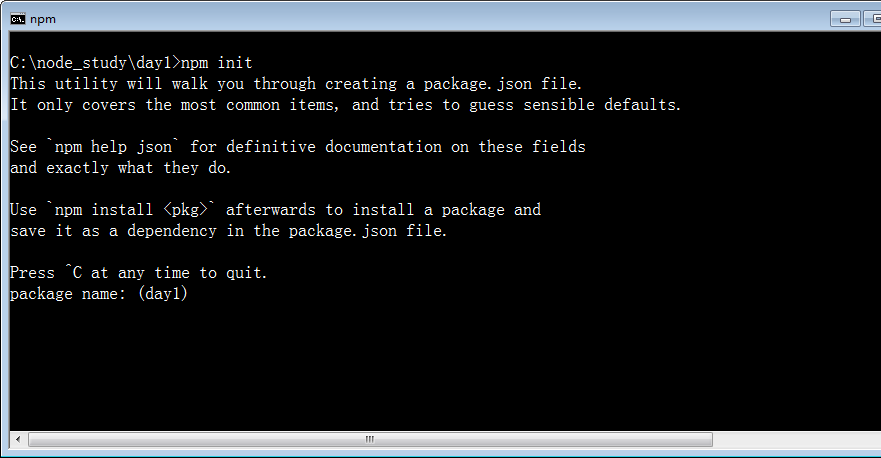 npm
C:\node_study\day1>npm init
This utility will walk you through creating a package.json file.
It only covers the most common items, and tries to guess sensible defaults.
See `npm help json` for definitive documentation on these fields
and exactly what they do.
Use `npm install <pkg>` afterwards to install a package and
save it as a dependency in the package.json file.
Press ^C at any time to quit.
package name: (day1)